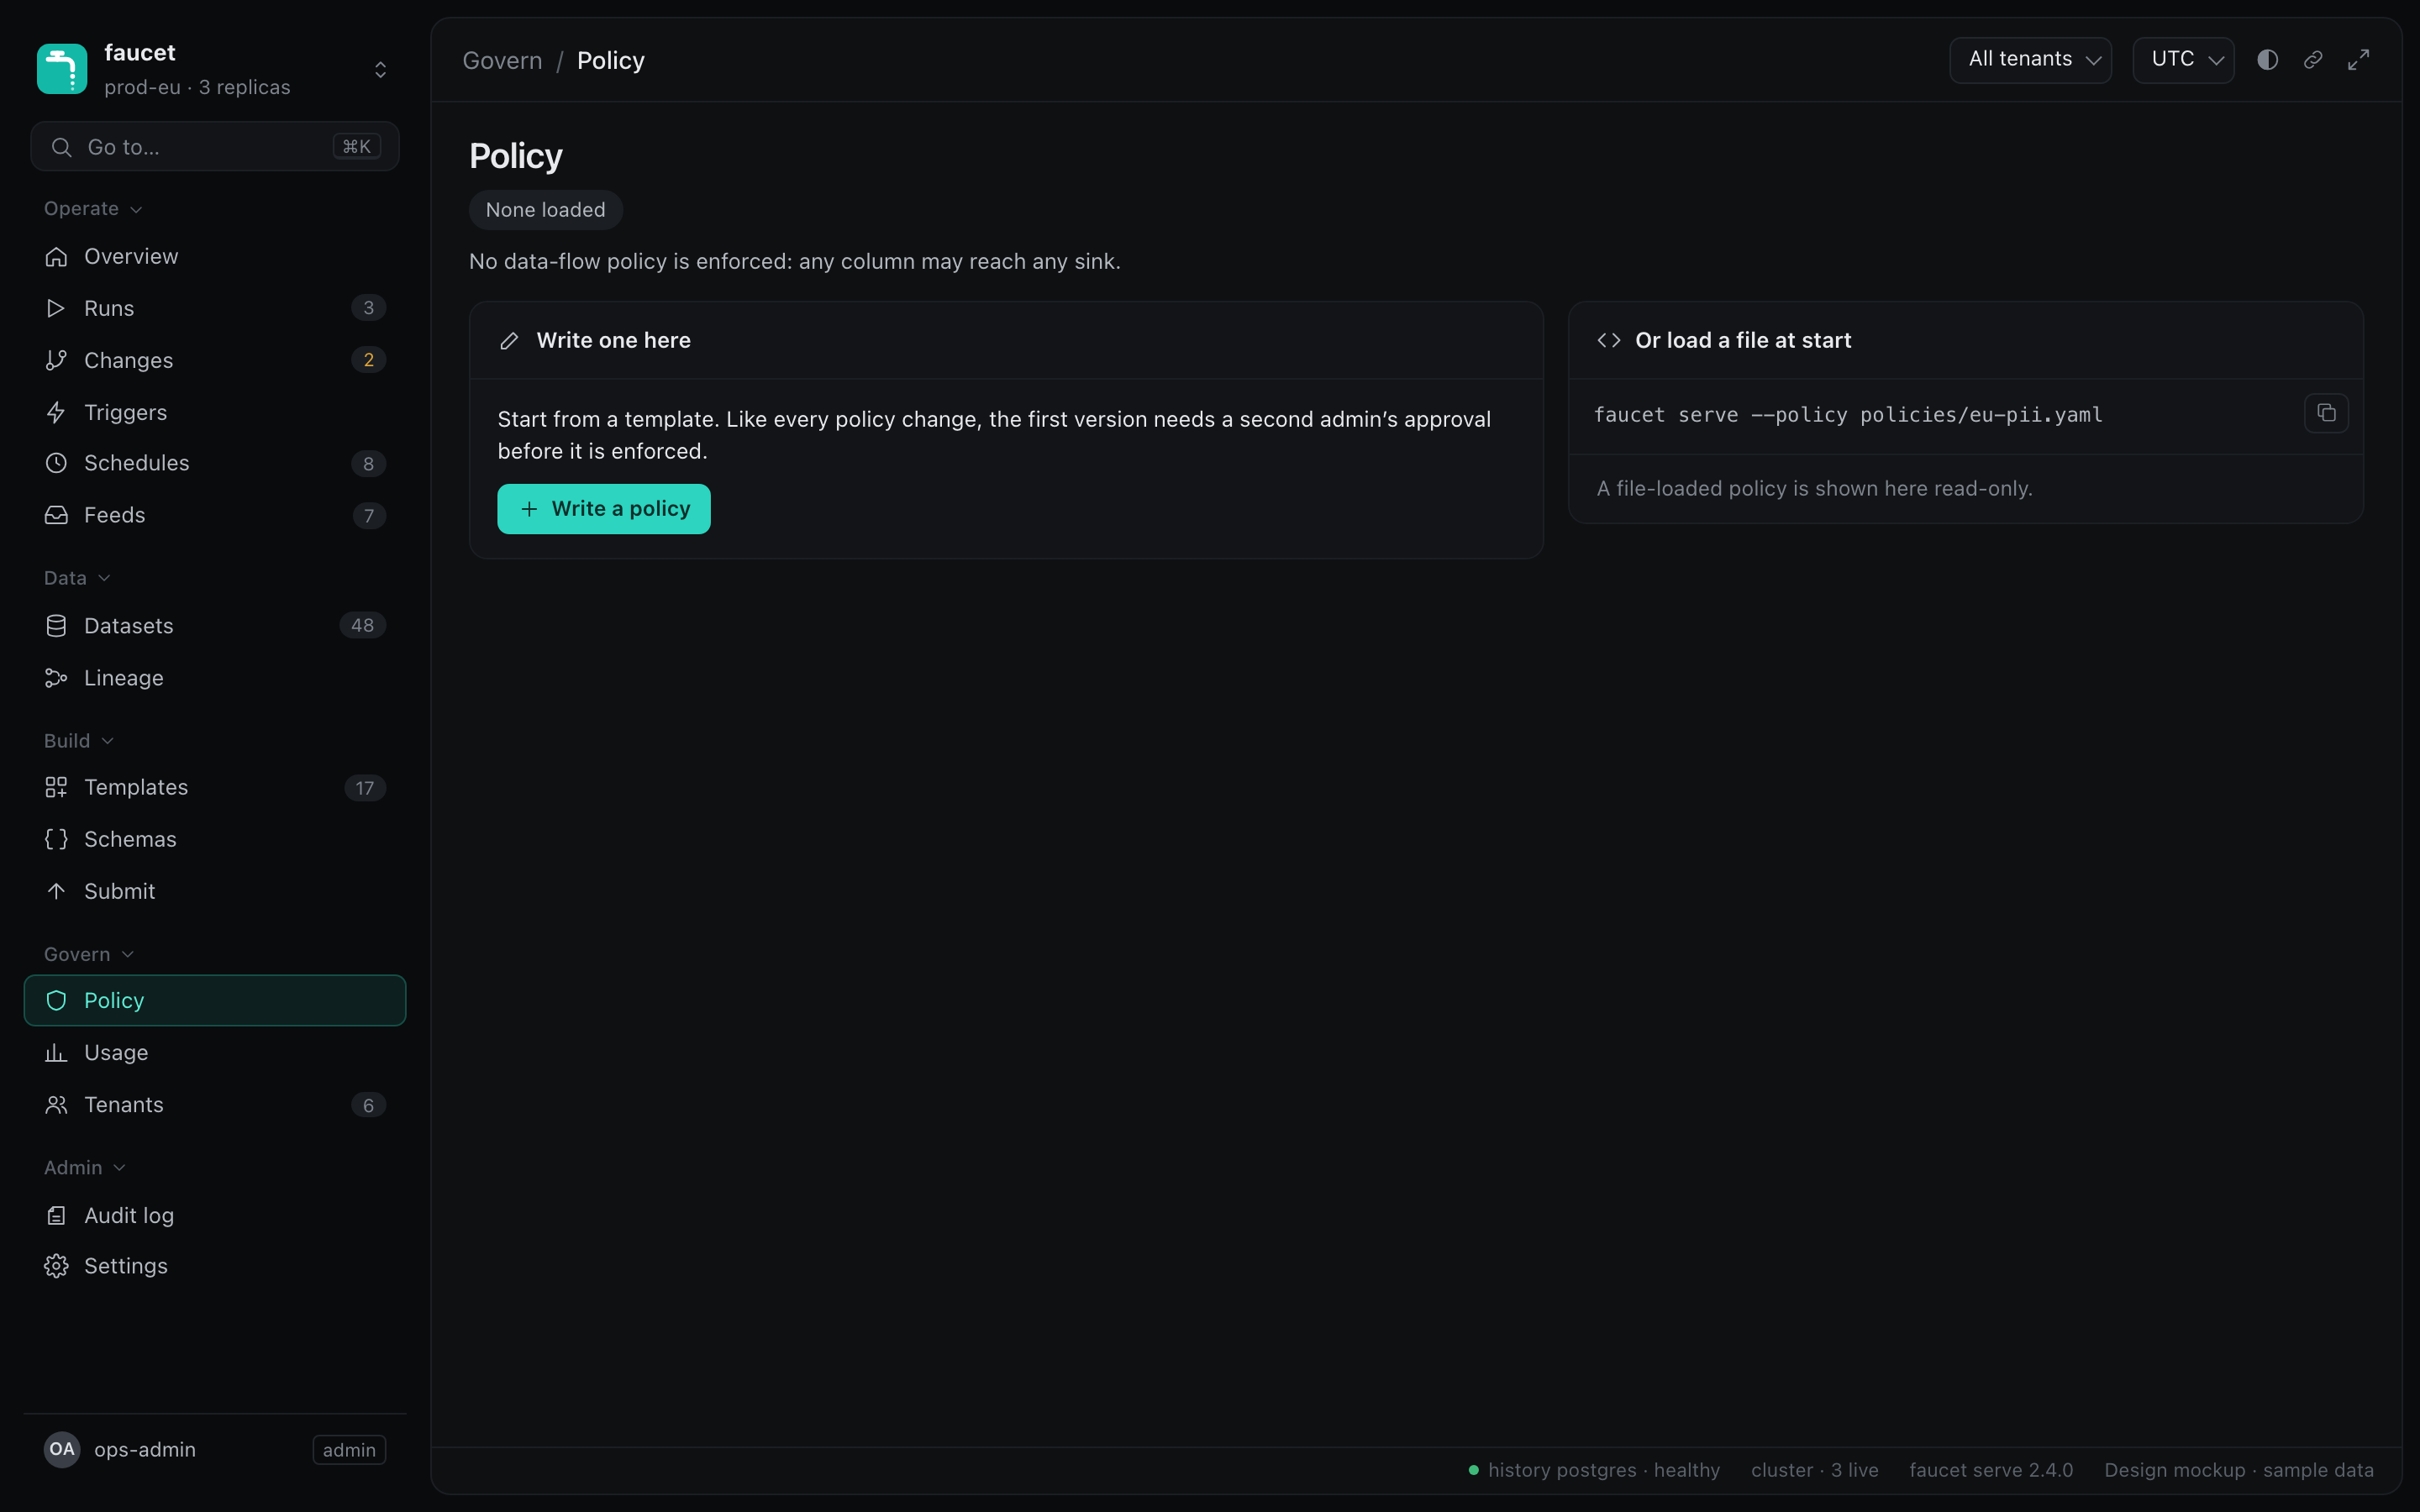 faucet
prod-eu · 3 replicas
Go to...
⌘K
Operate
Overview
Runs 3
Changes 2
Triggers
Schedules 8
Feeds 7
Data
Datasets 48
Lineage
Build
Templates 17
Schemas
Submit
Govern
Policy
Usage
Tenants 6
Admin
Audit log
Settings
OA ops-admin admin
Govern / Policy
All tenants
UTC
Policy
None loaded
No data-flow policy is enforced: any column may reach any sink.
Write one here
Start from a template. Like every policy change, the first version needs a second admin’s approval
before it is enforced.
+ Write a policy
Or load a file at start
faucet serve --policy policies/eu-pii.yaml
A file-loaded policy is shown here read-only.
history postgres · healthy
cluster · 3 live
faucet serve 2.4.0
Design mockup · sample data